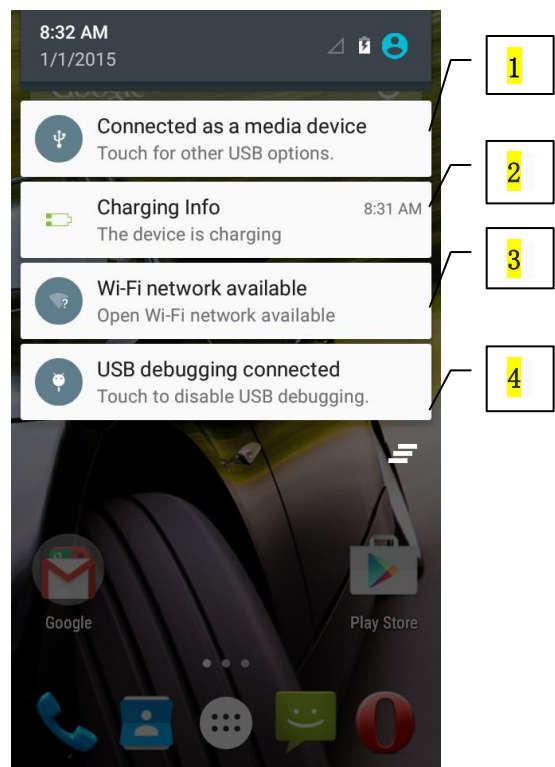 8:32 AM
1/1/2015
Google
Connected as a media device
Touch for other USB options.
1
Charging Info
8:31 AM
The device is charging
2
Wi-Fi network available
Open Wi-Fi network available
3
USB debugging connected
Touch to disable USB debugging.
4
Google
Play Store